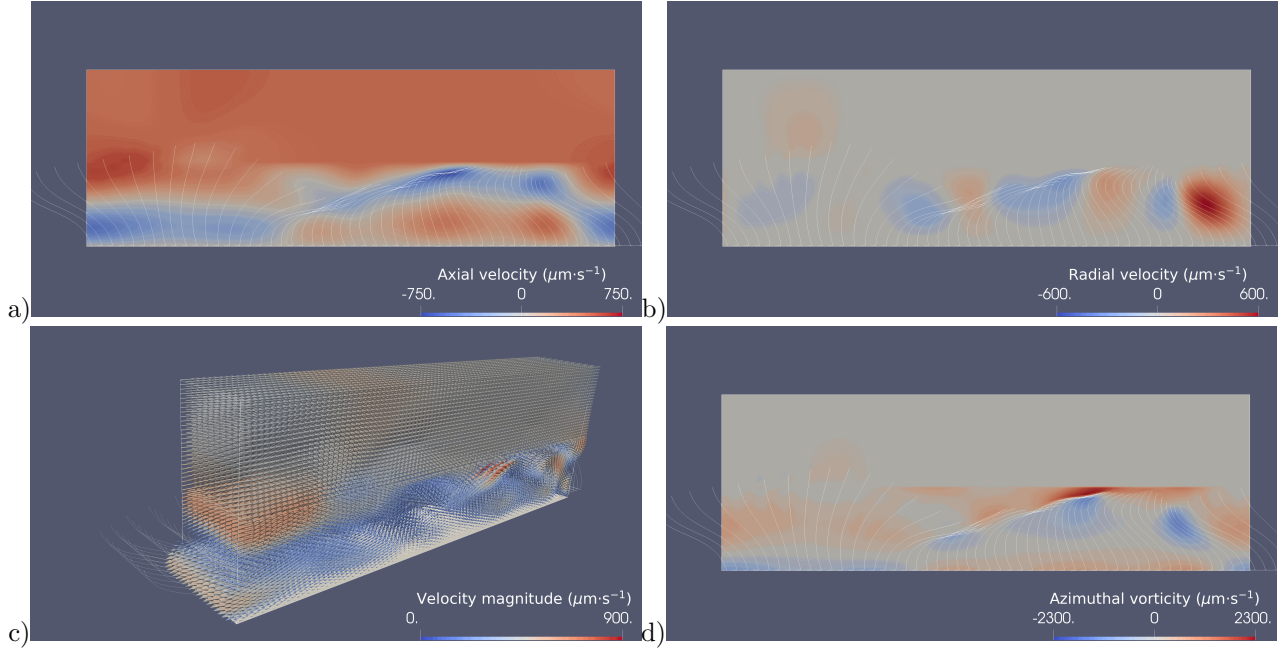 Axial velocity (μm·s⁻¹)
-750. 0 750.
a)
Radial velocity (μm·s⁻¹)
-600. 0 600.
b)
Velocity magnitude (μm·s⁻¹)
0. 900.
c)
Azimuthal vorticity (μm·s⁻¹)
-2300. 0 2300.
d)